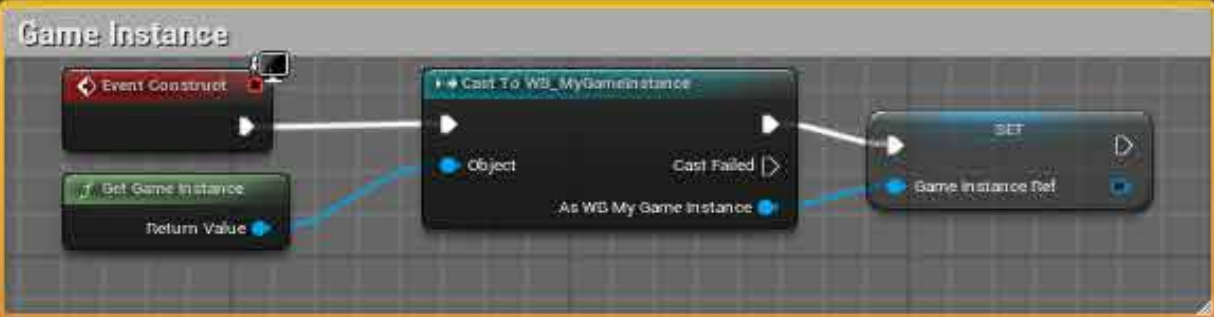 Game Instance
Event Construct
Cast To WB_MyGameInstance
SET
Object
Cast Failed
Get Game Instance
Game Instance Ref
As WB My Game Instance
Return Value